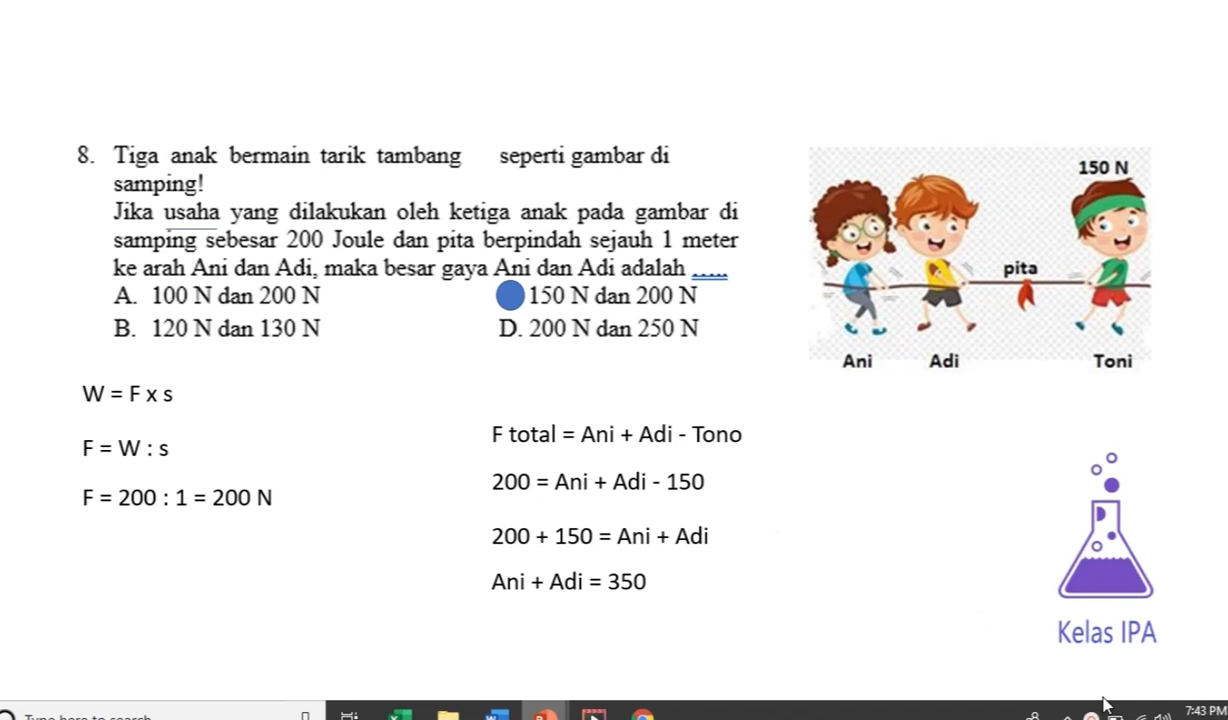 8. Tiga anak bermain tarik tambang seperti gambar di
samping!
Jika usaha yang dilakukan oleh ketiga anak pada gambar di
samping sebesar 200 Joule dan pita berpindah sejauh 1 meter
ke arah Ani dan Adi, maka besar gaya Ani dan Adi adalah .....
A. 100 N dan 200 N
150 N dan 200 N
B. 120 N dan 130 N
D. 200 N dan 250 N
150 N
pita
Ani Adi Toni
W = F x s
F = W : s
F = 200 : 1 = 200 N
F total = Ani + Adi - Tono
200 = Ani + Adi - 150
200 + 150 = Ani + Adi
Ani + Adi = 350
Kelas IPA
Type here to search
7:43 PM